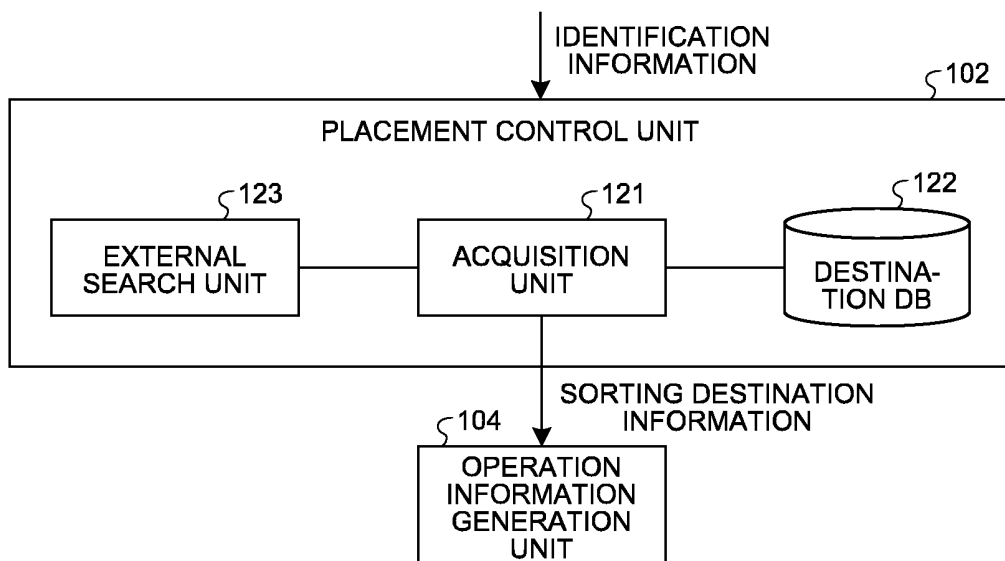 IDENTIFICATION
INFORMATION
102
PLACEMENT CONTROL UNIT
123
EXTERNAL
SEARCH UNIT
121
ACQUISITION
UNIT
122
DESTINA-
TION DB
SORTING DESTINATION
INFORMATION
104
OPERATION
INFORMATION
GENERATION
UNIT